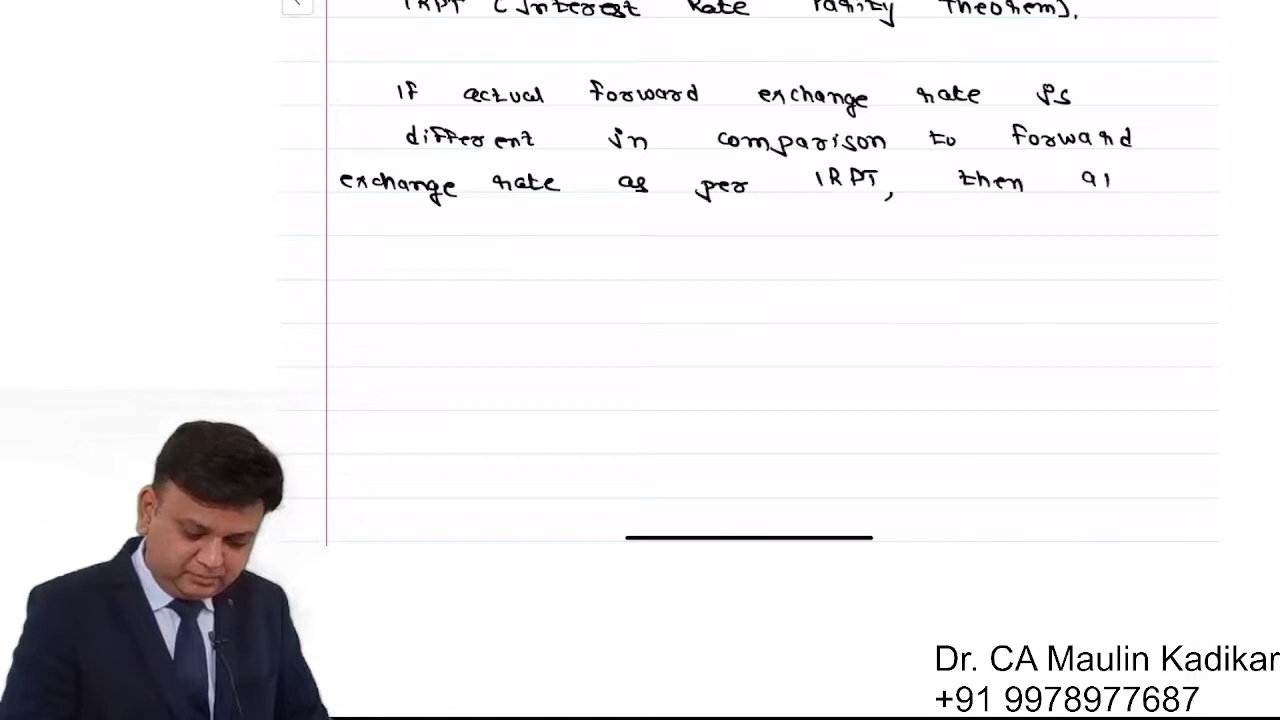 IRPT (Interest Rate Parity Theorem).
If actual forward exchange rate is
different in comparison to forward
exchange rate as per IRPT, then
Dr. CA Maulin Kadikar
+91 9978977687